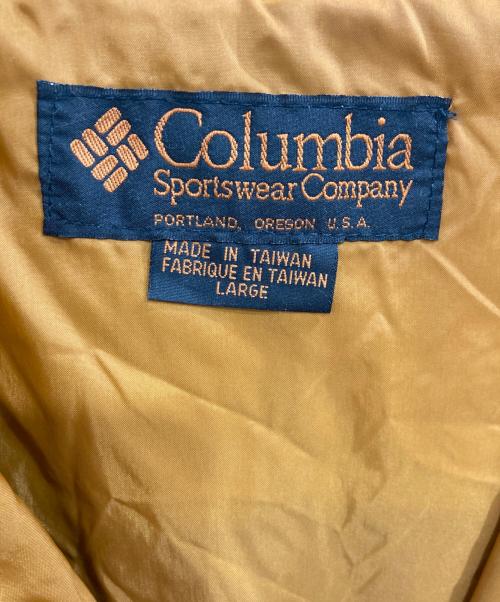 Columbia
Sportswear Company
PORTLAND, OREGON U.S.A.
MADE IN TAIWAN
FABRIQUE EN TAIWAN
LARGE